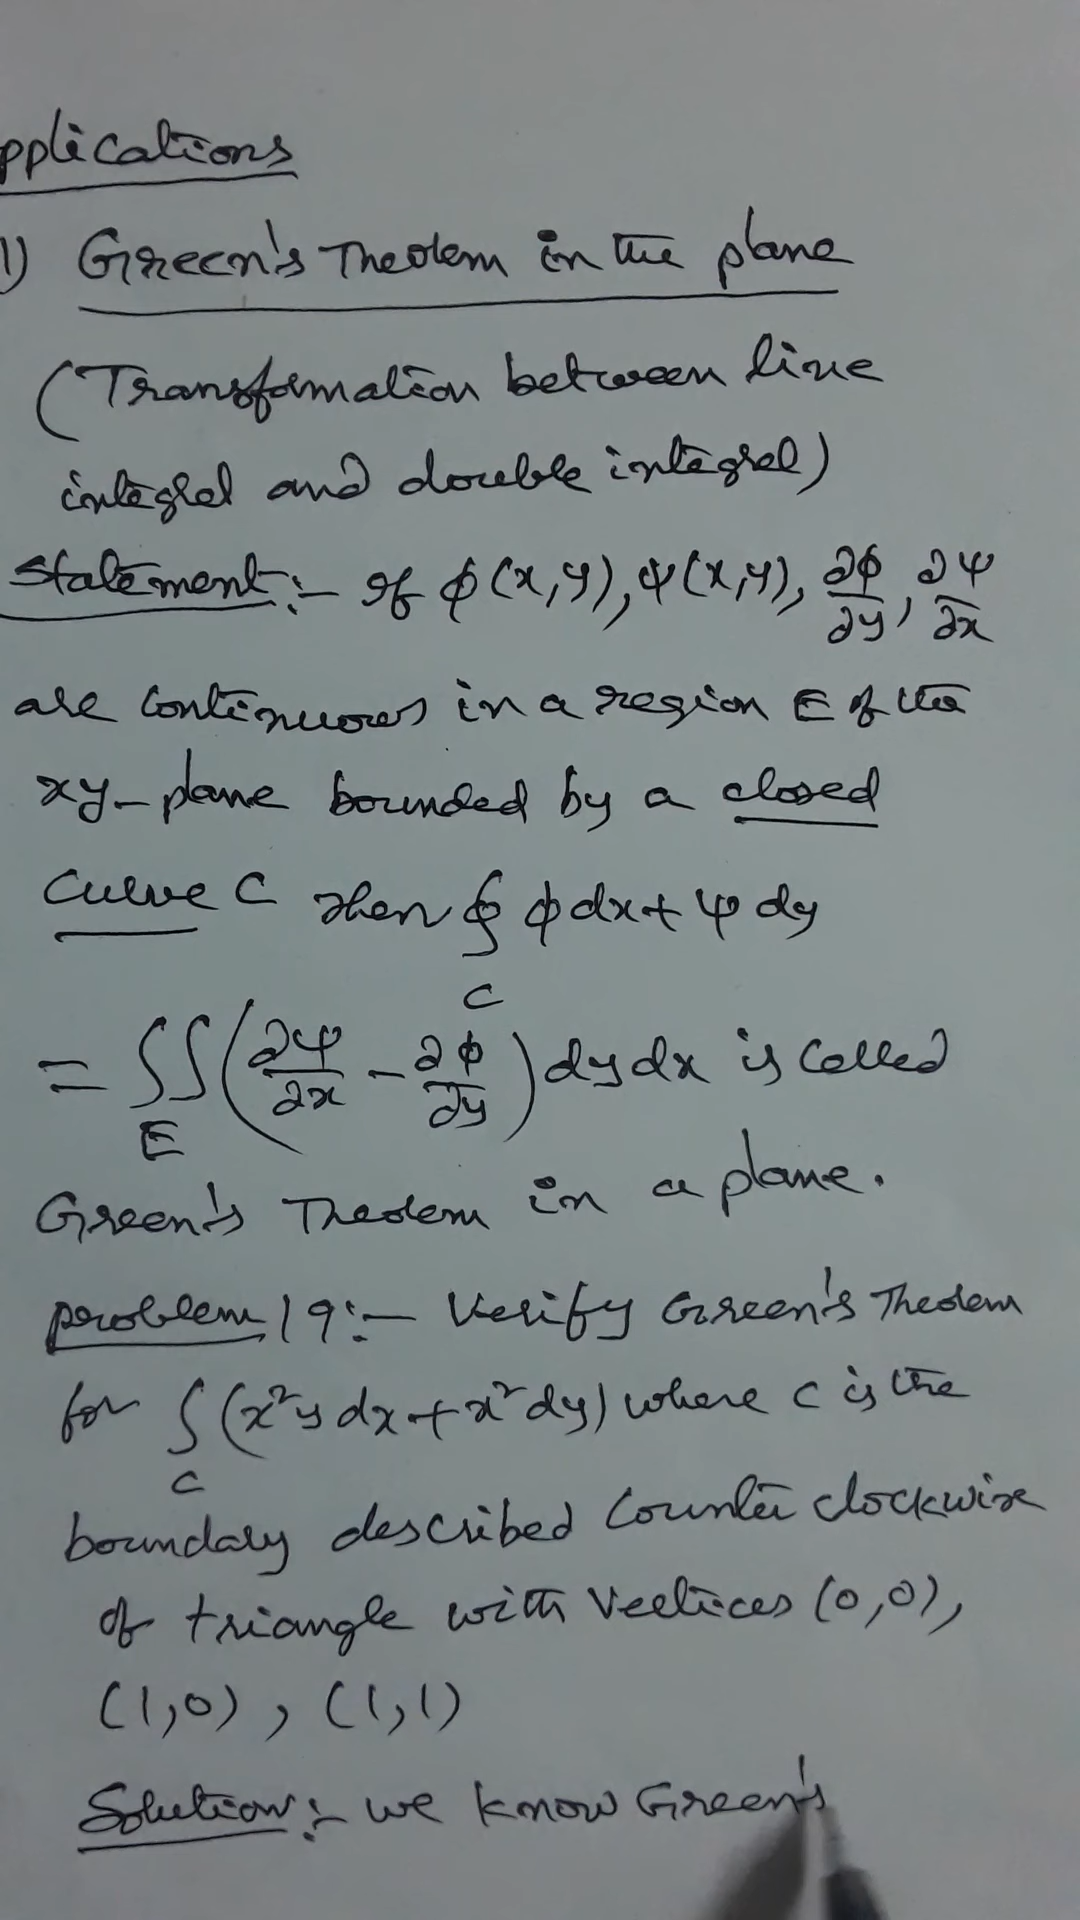 pplications
1) Green's Theorem in the plane
(Transformation between line
integral and double integral)
Statement :- If ϕ(x,y), ψ(x,y), ∂ϕ/∂y, ∂ψ/∂x
are continuous in a region E of the
xy-plane bounded by a closed
curve C then ∮_C ϕ dx + ψ dy
= ∬_E (∂ψ/∂x - ∂ϕ/∂y) dy dx is called
Green's Theorem in a plane.
problem 19 :- Verify Green's Theorem
for ∫_C (x²y dx + x² dy) where C is the
boundary described counter clockwise
of triangle with vertices (0,0),
(1,0), (1,1)
Solution :- we know Green's